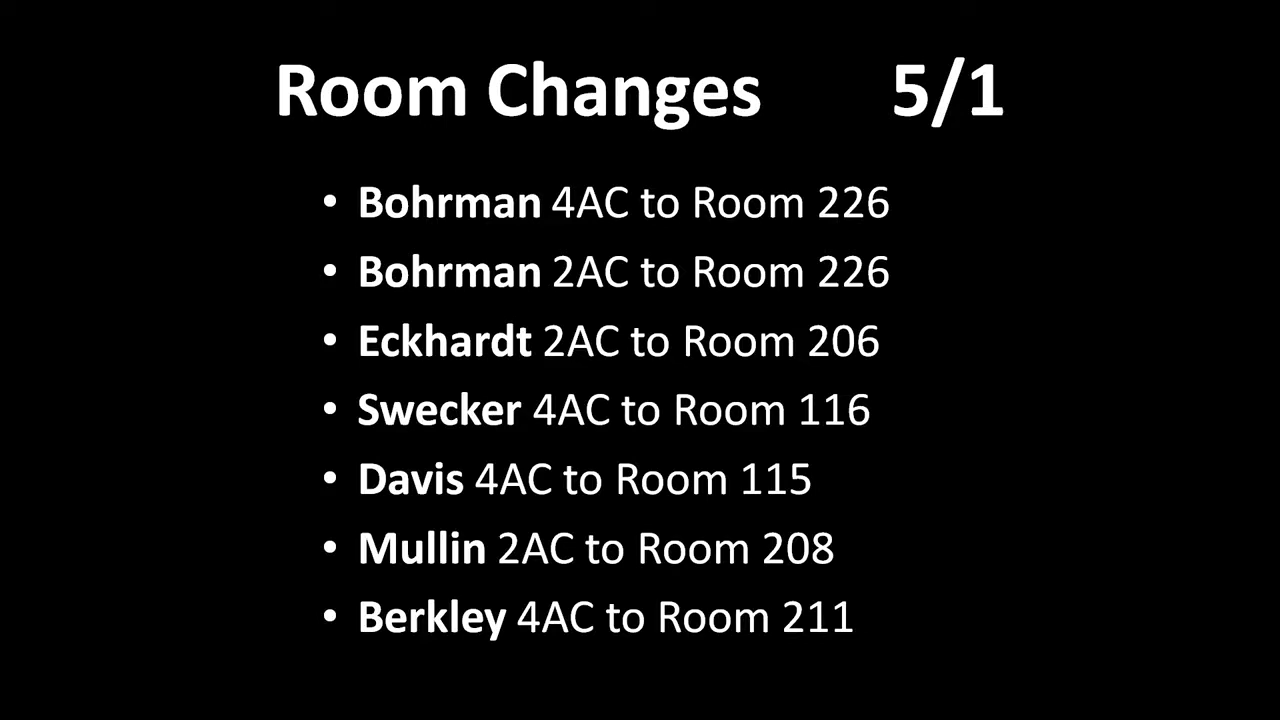 Room Changes 5/1
• Bohrman 4AC to Room 226
• Bohrman 2AC to Room 226
• Eckhardt 2AC to Room 206
• Swecker 4AC to Room 116
• Davis 4AC to Room 115
• Mullin 2AC to Room 208
• Berkley 4AC to Room 211